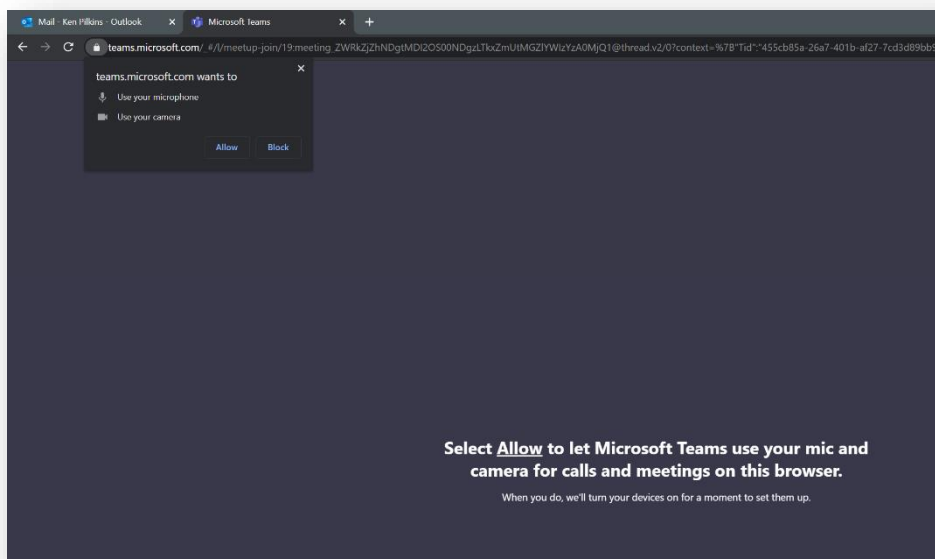 Mail - Ken Pilkins - Outlook
Microsoft Teams
teams.microsoft.com/_#/l/meetup-join/19:meeting_ZWRkZjZhNDgtMDI2OS00NDgzLTkxZmUtMGZlYWIzYzA0MjQ1@thread.v2/0?context=%7B"Tid":"455cb85a-26a7-401b-af27-7cd3d89bb9
teams.microsoft.com wants to
Use your microphone
Use your camera
Allow Block
Select Allow to let Microsoft Teams use your mic and
camera for calls and meetings on this browser.
When you do, we'll turn your devices on for a moment to set them up.